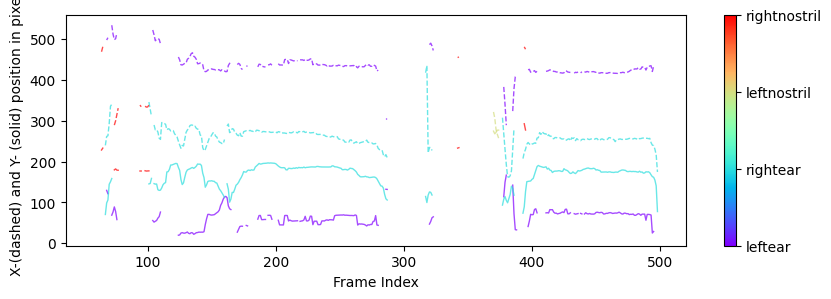 X-(dashed) and Y- (solid) position in pixe
500
400
300
200
100
0
100
200
300
400
500
Frame Index
rightnostril
leftnostril
rightear
leftear